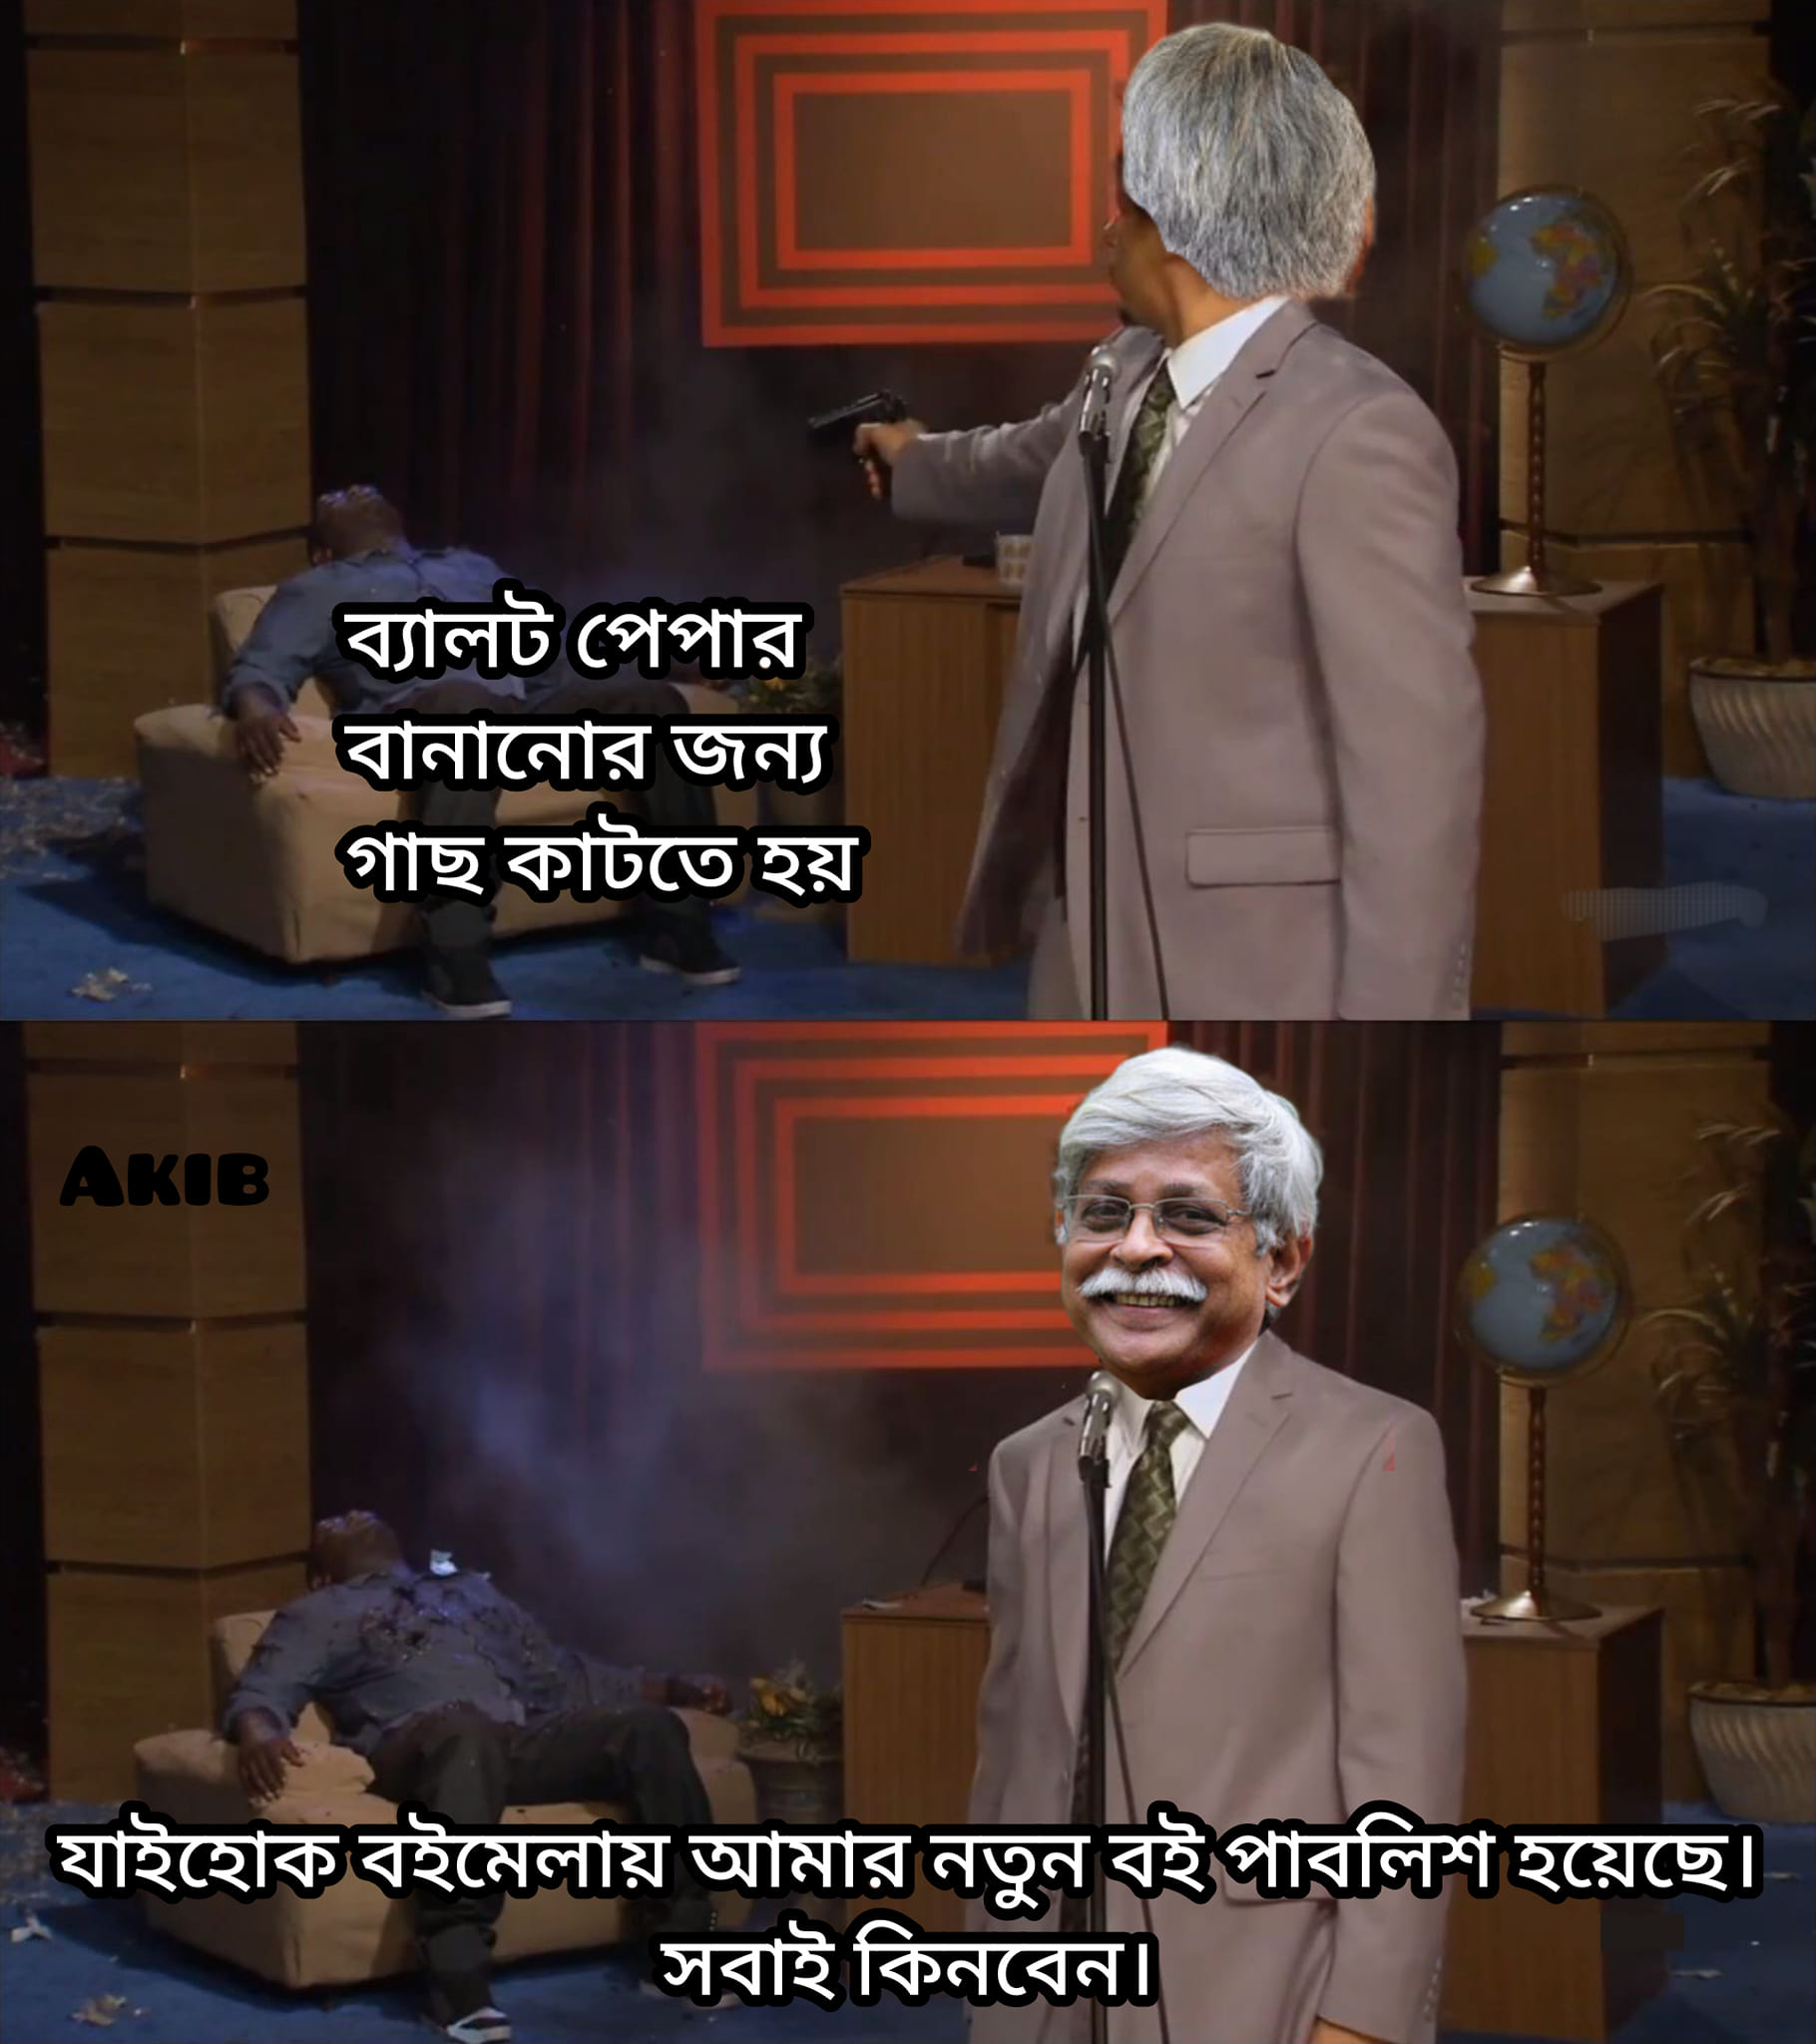 ব্যালট পেপার
বানানোর জন্য
গাছ কাটতে হয়
AKIB
যাইহোক বইমেলায় আমার নতুন বই পাবলিশ হয়েছে।
সবাই কিনবেন।